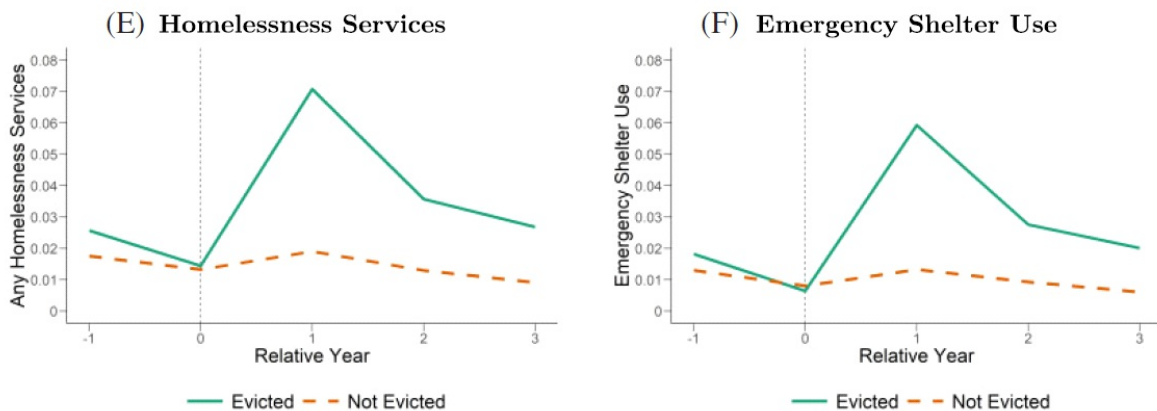 (E) Homelessness Services
Any Homelessness Services
0.08
0.07
0.06
0.05
0.04
0.03
0.02
0.01
0
-1 0 1 2 3
Relative Year
Evicted Not Evicted
(F) Emergency Shelter Use
Emergency Shelter Use
0.08
0.07
0.06
0.05
0.04
0.03
0.02
0.01
0
-1 0 1 2 3
Relative Year
Evicted Not Evicted